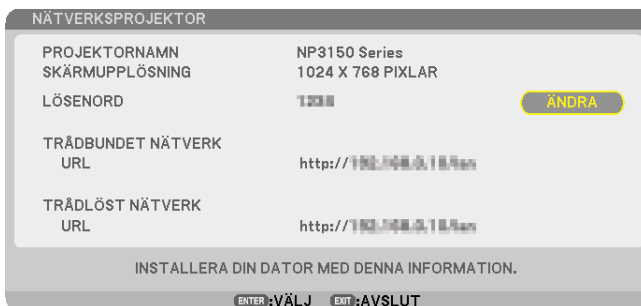 NÄTVERKSPROJEKTOR
PROJEKTORNAMN NP3150 Series
SKÄRMUPPLÖSNING 1024 X 768 PIXLAR
LÖSENORD ÄNDRA
TRÅDBUNDET NÄTVERK
URL http://
TRÅDLÖST NÄTVERK
URL http://
INSTALLERA DIN DATOR MED DENNA INFORMATION.
ENTER :VÄLJ EXIT :AVSLUT